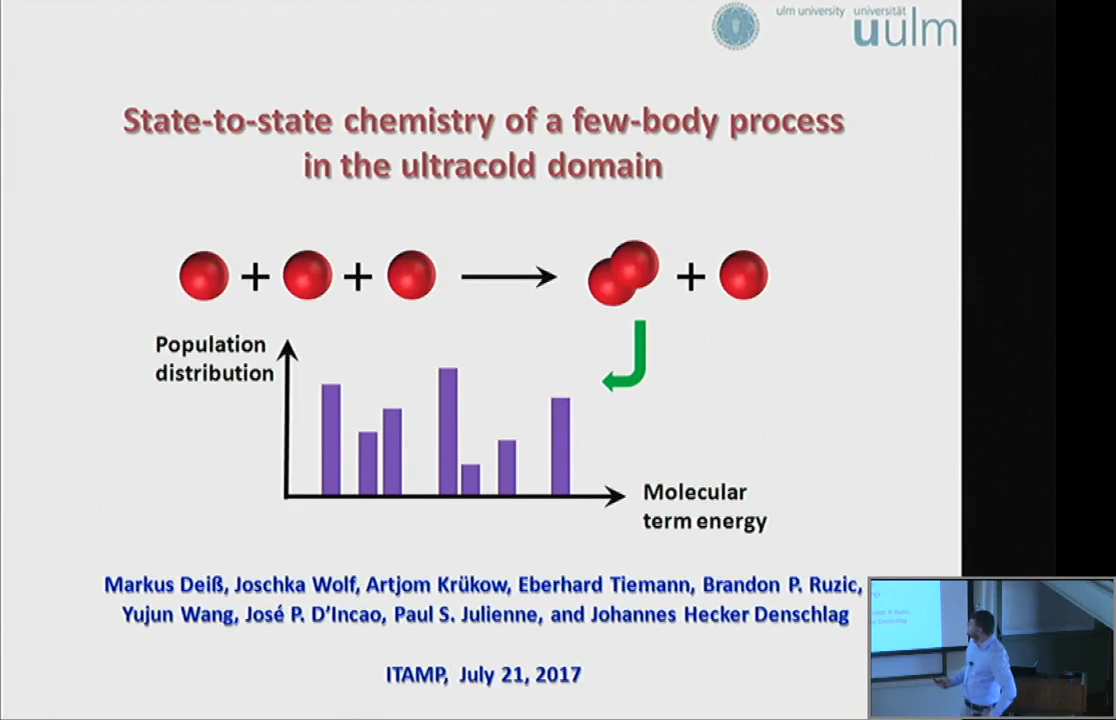 ulm university universität
uulm
State-to-state chemistry of a few-body process
in the ultracold domain
+ + + 
Population
distribution
Molecular
term energy
Markus Deiß, Joschka Wolf, Artjom Krükow, Eberhard Tiemann, Brandon P. Ruzic,
Yujun Wang, José P. D’Incao, Paul S. Julienne, and Johannes Hecker Denschlag
ITAMP, July 21, 2017